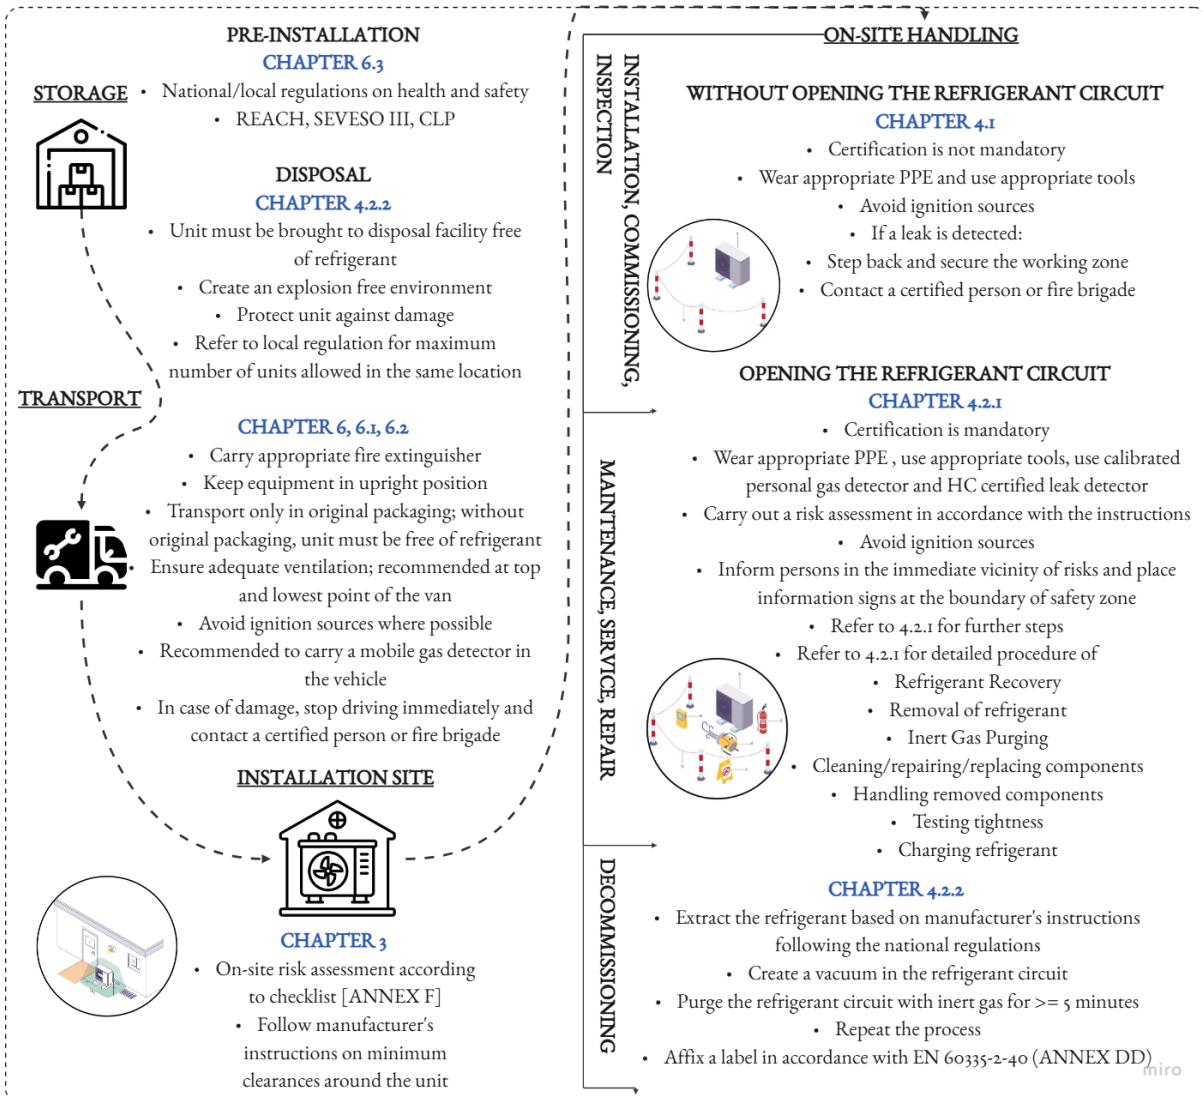 PRE-INSTALLATION
CHAPTER 6.3
STORAGE
• National/local regulations on health and safety
• REACH, SEVESO III, CLP
DISPOSAL
CHAPTER 4.2.2
• Unit must be brought to disposal facility free
of refrigerant
• Create an explosion free environment
• Protect unit against damage
• Refer to local regulation for maximum
number of units allowed in the same location
TRANSPORT
CHAPTER 6, 6.1, 6.2
• Carry appropriate fire extinguisher
• Keep equipment in upright position
• Transport only in original packaging; without
original packaging, unit must be free of refrigerant
• Ensure adequate ventilation; recommended at top
and lowest point of the van
• Avoid ignition sources where possible
• Recommended to carry a mobile gas detector in
the vehicle
• In case of damage, stop driving immediately and
contact a certified person or fire brigade
INSTALLATION SITE
CHAPTER 3
• On-site risk assessment according
to checklist [ANNEX F]
• Follow manufacturer's
instructions on minimum
clearances around the unit
ON-SITE HANDLING
INSTALLATION, COMMISSIONING,
INSPECTION
WITHOUT OPENING THE REFRIGERANT CIRCUIT
CHAPTER 4.1
• Certification is not mandatory
• Wear appropriate PPE and use appropriate tools
• Avoid ignition sources
• If a leak is detected:
• Step back and secure the working zone
• Contact a certified person or fire brigade
MAINTENANCE, SERVICE, REPAIR
OPENING THE REFRIGERANT CIRCUIT
CHAPTER 4.2.1
• Certification is mandatory
• Wear appropriate PPE , use appropriate tools, use calibrated
personal gas detector and HC certified leak detector
• Carry out a risk assessment in accordance with the instructions
• Avoid ignition sources
• Inform persons in the immediate vicinity of risks and place
information signs at the boundary of safety zone
• Refer to 4.2.1 for further steps
• Refer to 4.2.1 for detailed procedure of
• Refrigerant Recovery
• Removal of refrigerant
• Inert Gas Purging
• Cleaning/repairing/replacing components
• Handling removed components
• Testing tightness
• Charging refrigerant
DECOMMISSIONING
CHAPTER 4.2.2
• Extract the refrigerant based on manufacturer's instructions
following the national regulations
• Create a vacuum in the refrigerant circuit
• Purge the refrigerant circuit with inert gas for >= 5 minutes
• Repeat the process
• Affix a label in accordance with EN 60335-2-40 (ANNEX DD)
miro